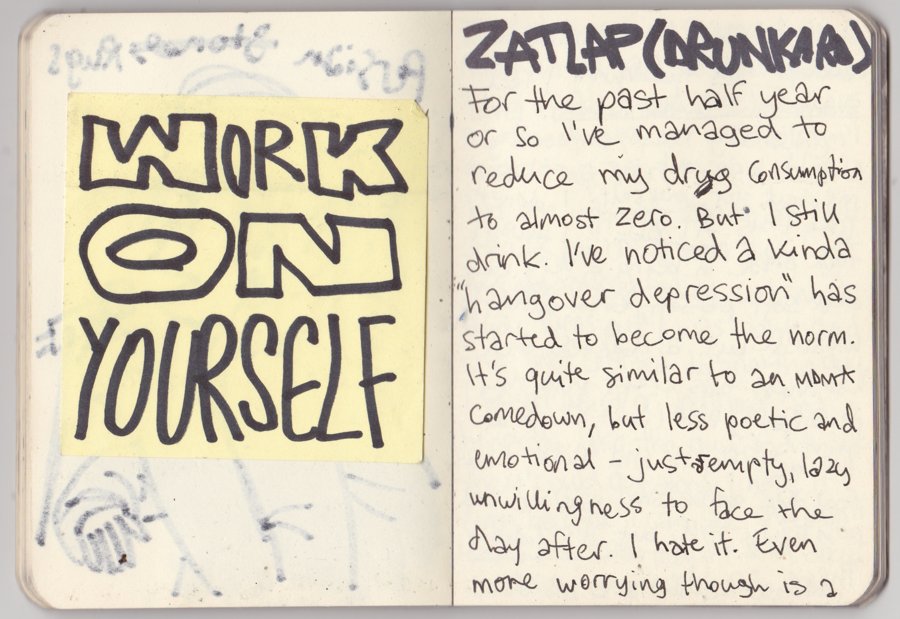 WORK
ON
YOURSELF
ZATLAP (DRUNKARD)
For the past half year
or so I've managed to
reduce my drug consumption
to almost zero. But I still
drink. I've noticed a kinda
"hangover depression" has
started to become the norm.
It's quite similar to an MDMA
comedown, but less poetic and
emotional - just empty, lazy
unwillingness to face the
day after. I hate it. Even
more worrying though is a